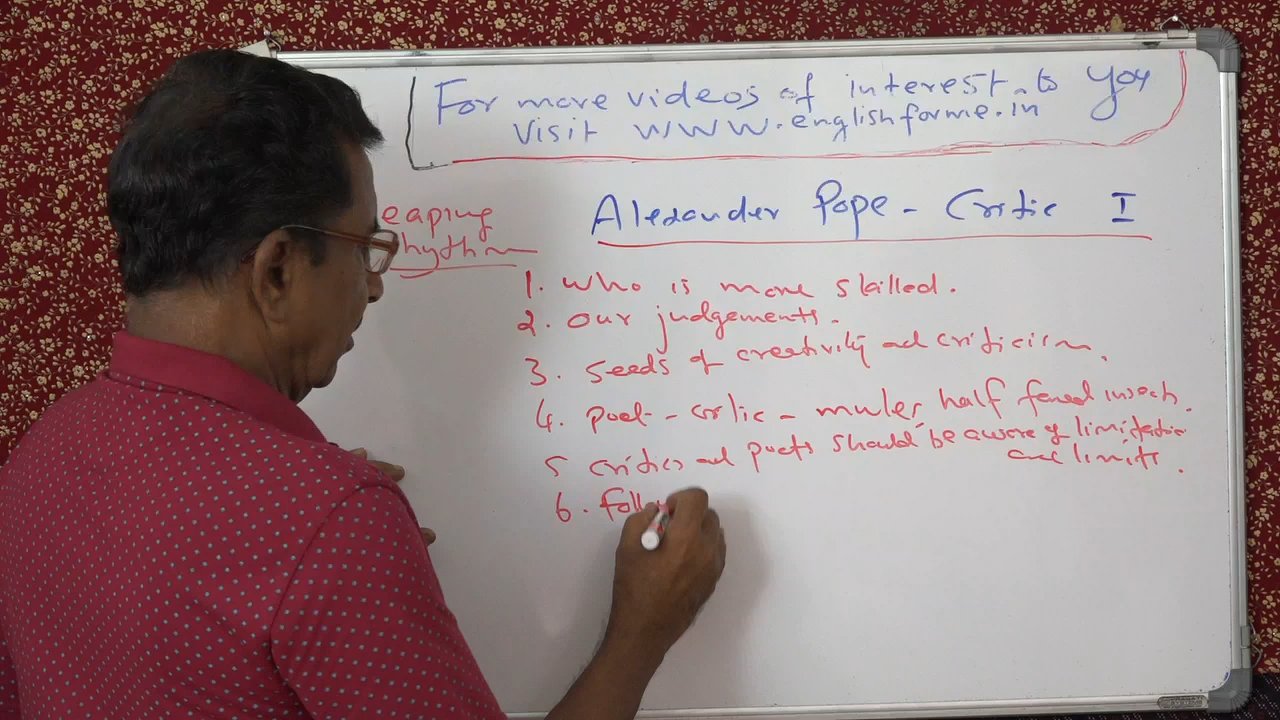 For more videos of interest to You
Visit www.englishforme.in
eaping
hythm
Alexander Pope - Critic I
1. Who is more skilled.
2. Our judgements.
3. Seeds of creativity and criticism.
4. poet - critic - mules half formed insects.
5 critics and poets should be aware of limitation
and limits.
6. follow